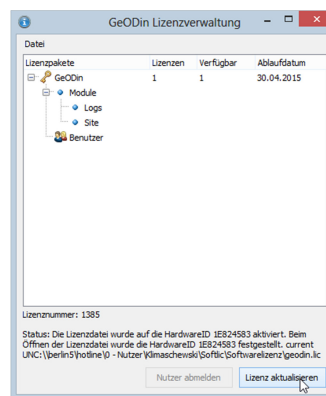 GeODin Lizenzverwaltung
Datei
Lizenzpakete Lizenzen Verfügbar Ablaufdatum
GeODin 1 1 30.04.2015
Module
Logs
Site
Benutzer
Lizenznummer: 1385
Status: Die Lizenzdatei wurde auf die HardwareID 1E824583 aktiviert. Beim
Öffnen der Lizenzdatei wurde die HardwareID 1E824583 festgestellt. current
UNC:\\berlin5\hotline\0 - Nutzer\Klimaschewski\Softlic\Softwarelizenz\geodin.lic
Nutzer abmelden Lizenz aktualisieren